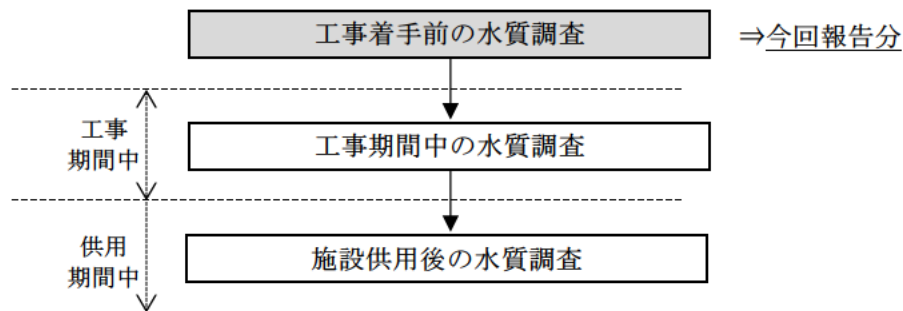 工事着手前の水質調査 ⇒今回報告分
工事
期間中
工事期間中の水質調査
供用
期間中
施設供用後の水質調査